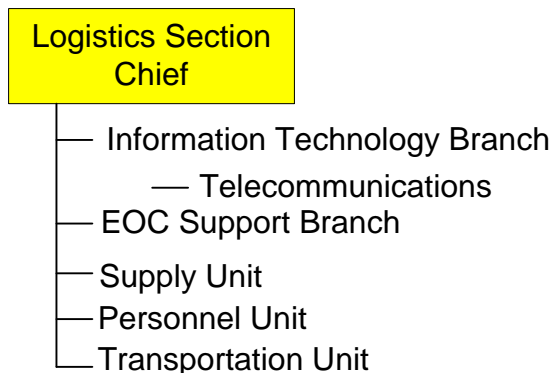 Logistics Section
Chief
Information Technology Branch
Telecommunications
EOC Support Branch
Supply Unit
Personnel Unit
Transportation Unit